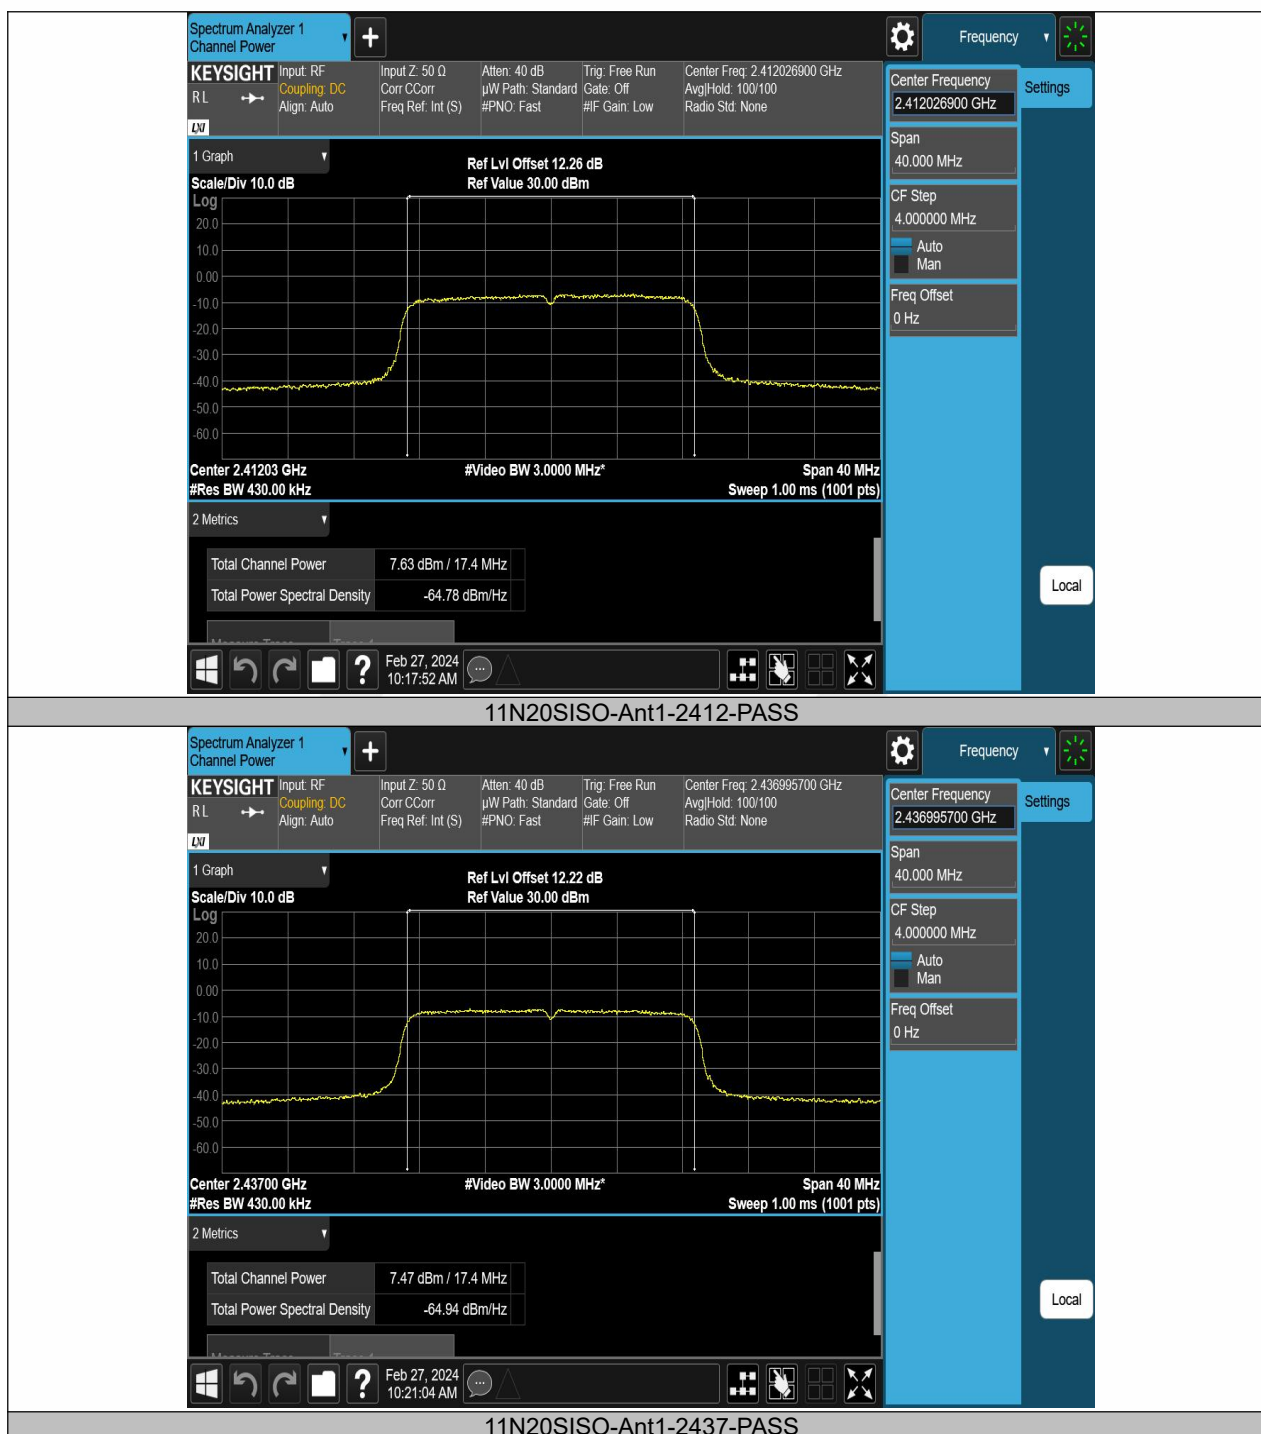 Spectrum Analyzer 1
Channel Power
+
Frequency
KEYSIGHT
R L
LXI
Input: RF
Coupling: DC
Align: Auto
Input Z: 50 Ω
Corr CCorr
Freq Ref: Int (S)
Atten: 40 dB
µW Path: Standard
#PNO: Fast
Trig: Free Run
Gate: Off
#IF Gain: Low
Center Freq: 2.412026900 GHz
Avg|Hold: 100/100
Radio Std: None
Center Frequency
2.412026900 GHz
Settings
Span
40.000 MHz
CF Step
4.000000 MHz
Auto
Man
Freq Offset
0 Hz
Local
1 Graph
Ref Lvl Offset 12.26 dB
Scale/Div 10.0 dB
Ref Value 30.00 dBm
Log
20.0
10.0
0.00
-10.0
-20.0
-30.0
-40.0
-50.0
-60.0
Center 2.41203 GHz
#Video BW 3.0000 MHz*
Span 40 MHz
#Res BW 430.00 kHz
Sweep 1.00 ms (1001 pts)
2 Metrics
Total Channel Power 7.63 dBm / 17.4 MHz
Total Power Spectral Density -64.78 dBm/Hz
?
Feb 27, 2024
10:17:52 AM
11N20SISO-Ant1-2412-PASS
Spectrum Analyzer 1
Channel Power
+
Frequency
KEYSIGHT
R L
LXI
Input: RF
Coupling: DC
Align: Auto
Input Z: 50 Ω
Corr CCorr
Freq Ref: Int (S)
Atten: 40 dB
µW Path: Standard
#PNO: Fast
Trig: Free Run
Gate: Off
#IF Gain: Low
Center Freq: 2.436995700 GHz
Avg|Hold: 100/100
Radio Std: None
Center Frequency
2.436995700 GHz
Settings
Span
40.000 MHz
CF Step
4.000000 MHz
Auto
Man
Freq Offset
0 Hz
Local
1 Graph
Ref Lvl Offset 12.22 dB
Scale/Div 10.0 dB
Ref Value 30.00 dBm
Log
20.0
10.0
0.00
-10.0
-20.0
-30.0
-40.0
-50.0
-60.0
Center 2.43700 GHz
#Video BW 3.0000 MHz*
Span 40 MHz
#Res BW 430.00 kHz
Sweep 1.00 ms (1001 pts)
2 Metrics
Total Channel Power 7.47 dBm / 17.4 MHz
Total Power Spectral Density -64.94 dBm/Hz
?
Feb 27, 2024
10:21:04 AM
11N20SISO-Ant1-2437-PASS